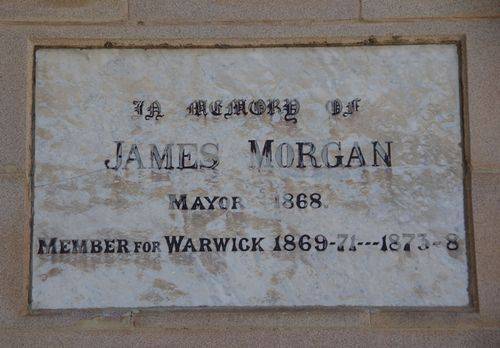 IN MEMORY OF
JAMES MORGAN
MAYOR 1868.
MEMBER FOR WARWICK 1869-71---1873-8